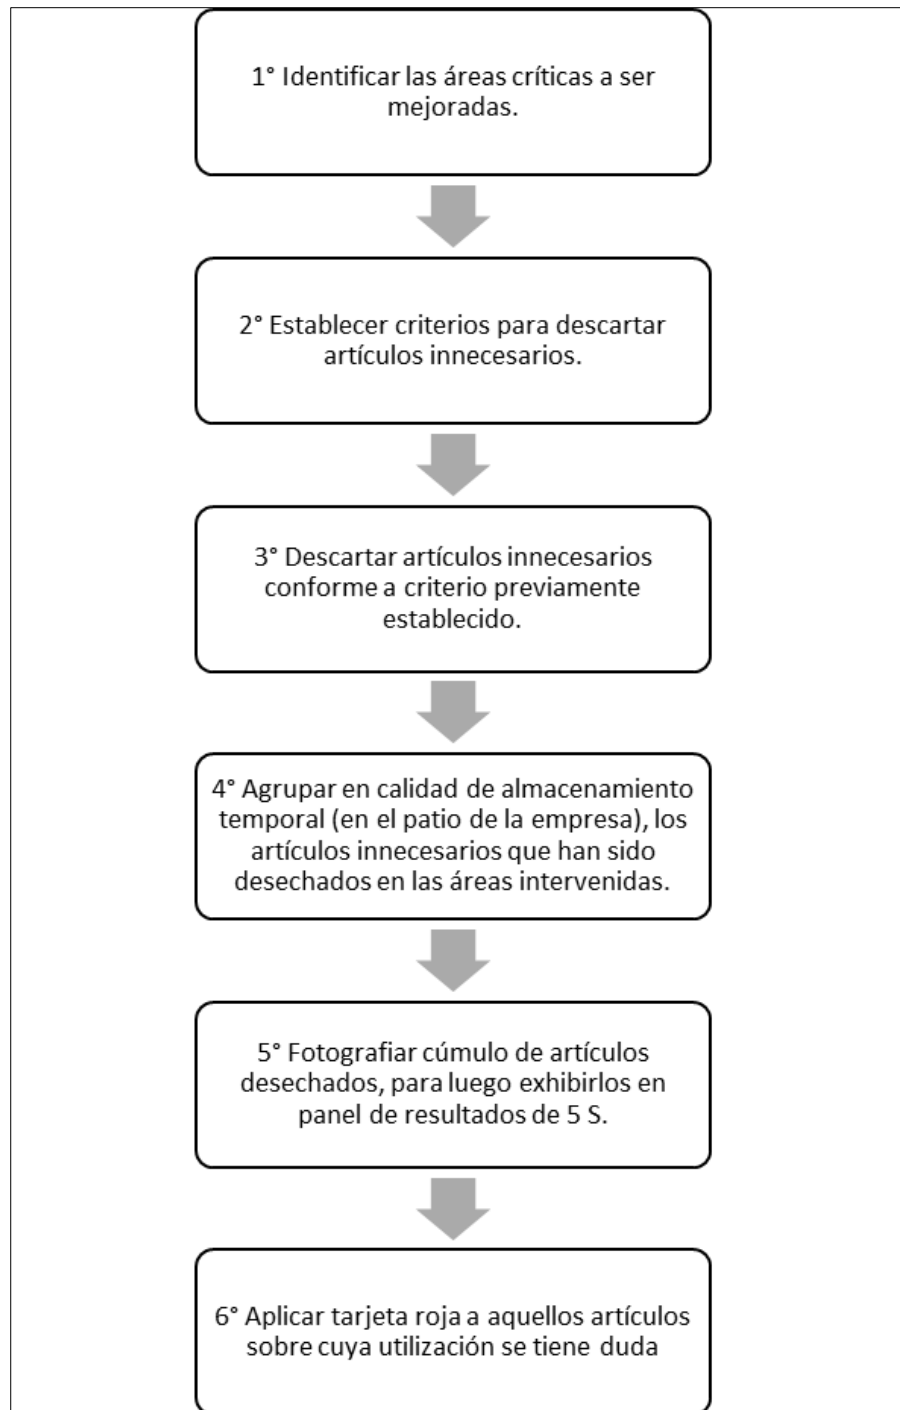 1° Identificar las áreas críticas a ser
mejoradas.
2° Establecer criterios para descartar
artículos innecesarios.
3° Descartar artículos innecesarios
conforme a criterio previamente
establecido.
4° Agrupar en calidad de almacenamiento
temporal (en el patio de la empresa), los
artículos innecesarios que han sido
desechados en las áreas intervenidas.
5° Fotografiar cúmulo de artículos
desechados, para luego exhibirlos en
panel de resultados de 5 S.
6° Aplicar tarjeta roja a aquellos artículos
sobre cuya utilización se tiene duda